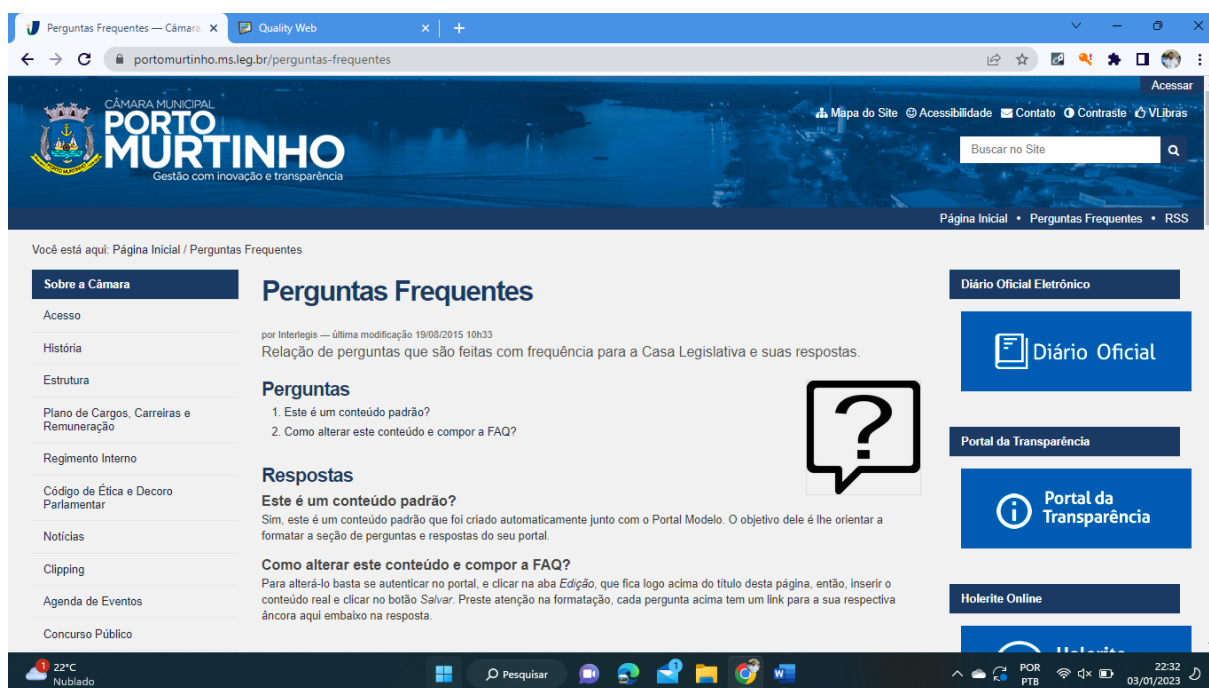 Perguntas Frequentes — Câmara
Quality Web
portomurtinho.ms.leg.br/perguntas-frequentes
Acessar
CÂMARA MUNICIPAL
PORTO
MURTINHO
Gestão com inovação e transparência
Mapa do Site Acessibilidade Contato Contraste VLibras
Buscar no Site
Página Inicial • Perguntas Frequentes • RSS
Você está aqui: Página Inicial / Perguntas Frequentes
Sobre a Câmara
Acesso
História
Estrutura
Plano de Cargos, Carreiras e
Remuneração
Regimento Interno
Código de Ética e Decoro
Parlamentar
Notícias
Clipping
Agenda de Eventos
Concurso Público
Perguntas Frequentes
por Interlegis — última modificação 19/08/2015 10h33
Relação de perguntas que são feitas com frequência para a Casa Legislativa e suas respostas.
Perguntas
1. Este é um conteúdo padrão?
2. Como alterar este conteúdo e compor a FAQ?
Respostas
Este é um conteúdo padrão?
Sim, este é um conteúdo padrão que foi criado automaticamente junto com o Portal Modelo. O objetivo dele é lhe orientar a
formatar a seção de perguntas e respostas do seu portal.
Como alterar este conteúdo e compor a FAQ?
Para alterá-lo basta se autenticar no portal, e clicar na aba Edição, que fica logo acima do título desta página, então, inserir o
conteúdo real e clicar no botão Salvar. Preste atenção na formatação, cada pergunta acima tem um link para a sua respectiva
âncora aqui embaixo na resposta.
Diário Oficial Eletrônico
Diário Oficial
Portal da Transparência
Portal da
Transparência
Holerite Online
Holerite
1
22°C
Nublado
Pesquisar
POR
PTB
22:32
03/01/2023